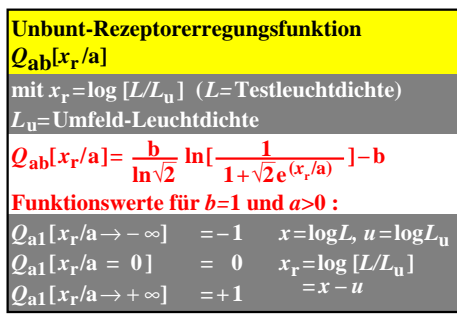 Unbunt-Rezeptorerregungsfunktion
Qab[xr/a]
mit xr=log [L/Lu] (L=Testleuchtdichte)
Lu=Umfeld-Leuchtdichte
Qab[xr/a]= b/ln√2 ln[1/(1+√2e^(xr/a))]−b
Funktionswerte für b=1 und a>0 :
Qa1[xr/a→−∞] =−1 x=logL, u=logLu
Qa1[xr/a = 0] = 0 xr=log [L/Lu]
Qa1[xr/a→+∞] =+1 =x−u